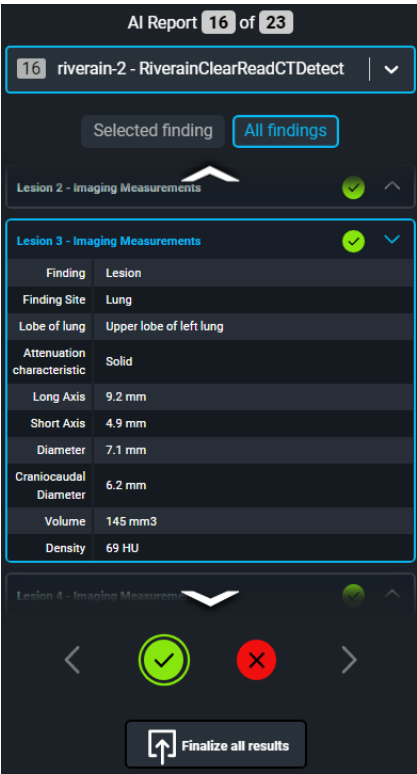 AI Report 16 of 23
16 riverain-2 - RiverainClearReadCTDetect
Selected finding All findings
Lesion 2 - Imaging Measurements
Lesion 3 - Imaging Measurements
Finding Lesion
Finding Site Lung
Lobe of lung Upper lobe of left lung
Attenuation
characteristic Solid
Long Axis 9.2 mm
Short Axis 4.9 mm
Diameter 7.1 mm
Craniocaudal
Diameter 6.2 mm
Volume 145 mm3
Density 69 HU
Lesion 4 - Imaging Measurements
Finalize all results